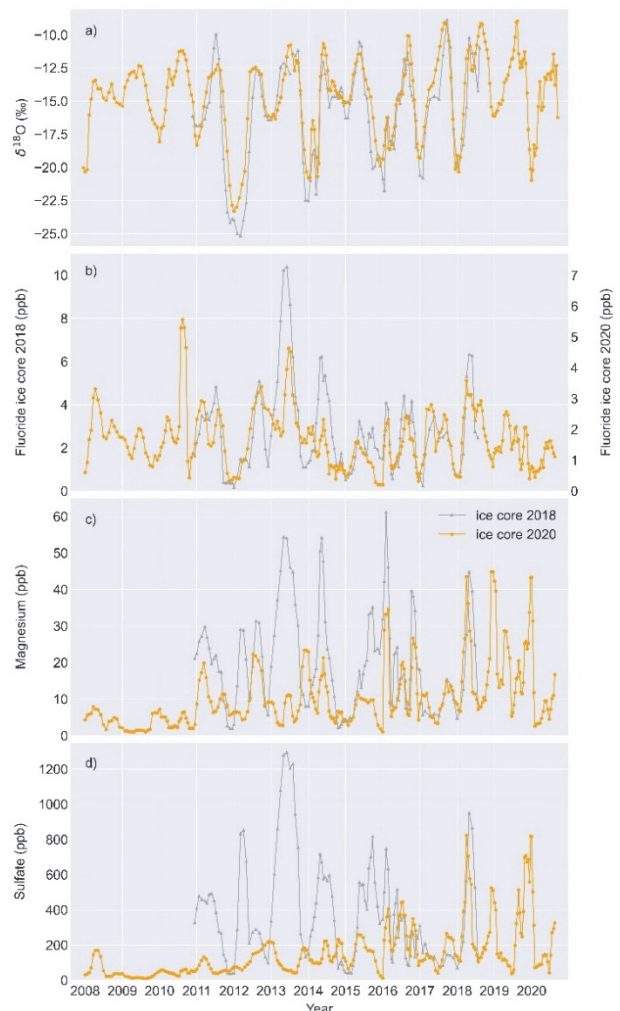 a)
−10.0
−12.5
−15.0
−17.5
−20.0
−22.5
−25.0
δ¹⁸O (‰)
b)
10
8
6
4
2
0
Fluoride ice core 2018 (ppb)
7
6
5
4
3
2
1
0
Fluoride ice core 2020 (ppb)
c)
ice core 2018
ice core 2020
60
50
40
30
20
10
0
Magnesium (ppb)
d)
1200
1000
800
600
400
200
0
Sulfate (ppb)
2008 2009 2010 2011 2012 2013 2014 2015 2016 2017 2018 2019 2020
Year